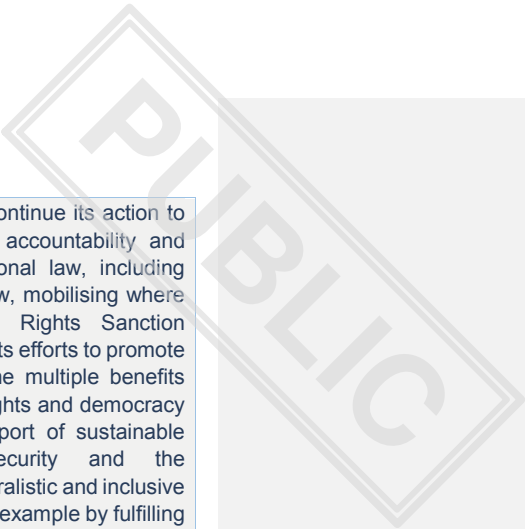 PUBLIC
ontinue its action to
accountability and
onal law, including
w, mobilising where
Rights Sanction
ts efforts to promote
ne multiple benefits
ghts and democracy
port of sustainable
ecurity and the
ralistic and inclusive
example by fulfilling